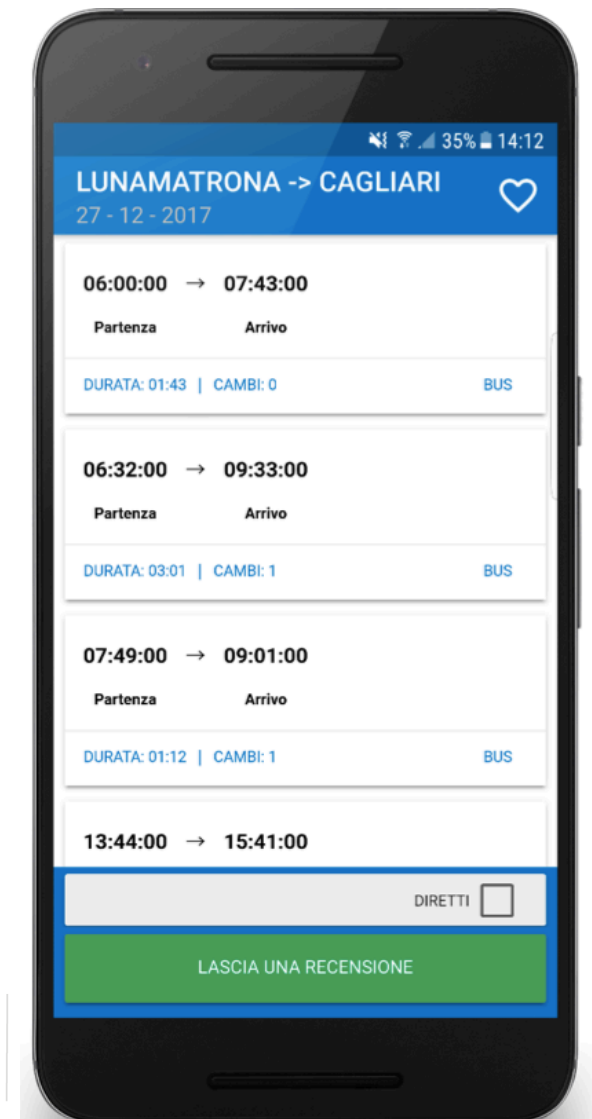 35% 14:12
LUNAMATRONA -> CAGLIARI
27 - 12 - 2017
06:00:00 → 07:43:00
Partenza Arrivo
DURATA: 01:43 | CAMBI: 0 BUS
06:32:00 → 09:33:00
Partenza Arrivo
DURATA: 03:01 | CAMBI: 1 BUS
07:49:00 → 09:01:00
Partenza Arrivo
DURATA: 01:12 | CAMBI: 1 BUS
13:44:00 → 15:41:00
DIRETTI
LASCIA UNA RECENSIONE